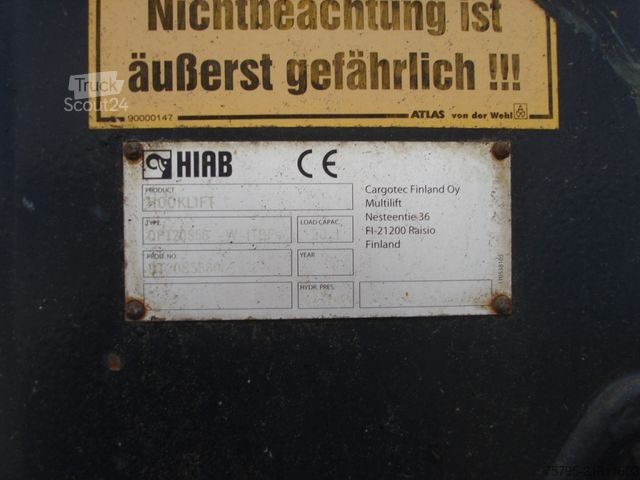 Nichtbeachtung ist
äußerst gefährlich !!!
Truck
Scout24
90000147
ATLAS von der Wehl
HIAB CE
PRODUCT
HOOKLIFT
TYPE
LOAD CAPAC.
PROD. NO.
YEAR
HYDR. PRES.
Cargotec Finland Oy
Multilift
Nesteentie 36
FI-21200 Raisio
Finland